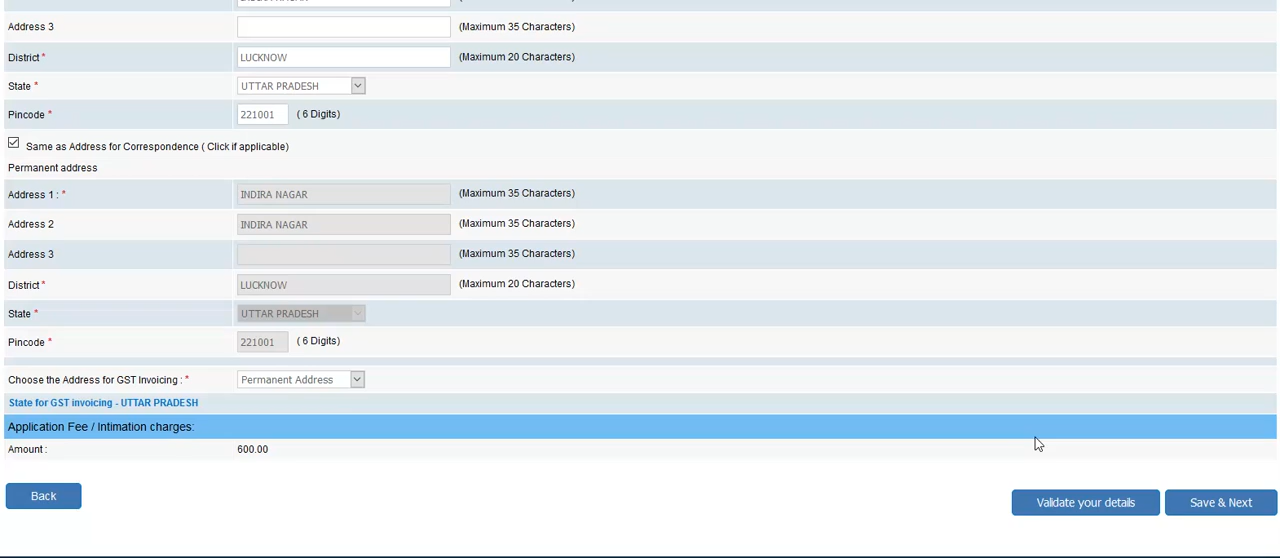 Address 3 (Maximum 35 Characters)
District * LUCKNOW (Maximum 20 Characters)
State * UTTAR PRADESH
Pincode * 221001 ( 6 Digits)
Same as Address for Correspondence ( Click if applicable)
Permanent address
Address 1 : * INDIRA NAGAR (Maximum 35 Characters)
Address 2 INDIRA NAGAR (Maximum 35 Characters)
Address 3 (Maximum 35 Characters)
District * LUCKNOW (Maximum 20 Characters)
State * UTTAR PRADESH
Pincode * 221001 ( 6 Digits)
Choose the Address for GST Invoicing : * Permanent Address
State for GST invoicing - UTTAR PRADESH
Application Fee / Intimation charges:
Amount : 600.00
Back Validate your details Save & Next